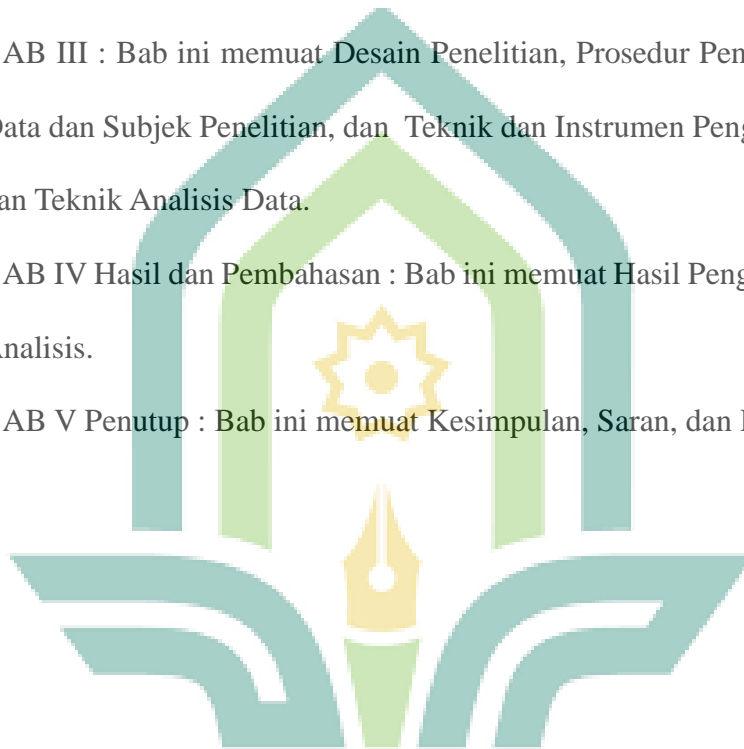 AB III : Bab ini memuat Desain Penelitian, Prosedur Pen
Data dan Subjek Penelitian, dan Teknik dan Instrumen Peng
an Teknik Analisis Data.
AB IV Hasil dan Pembahasan : Bab ini memuat Hasil Peng
Analisis.
AB V Penutup : Bab ini memuat Kesimpulan, Saran, dan